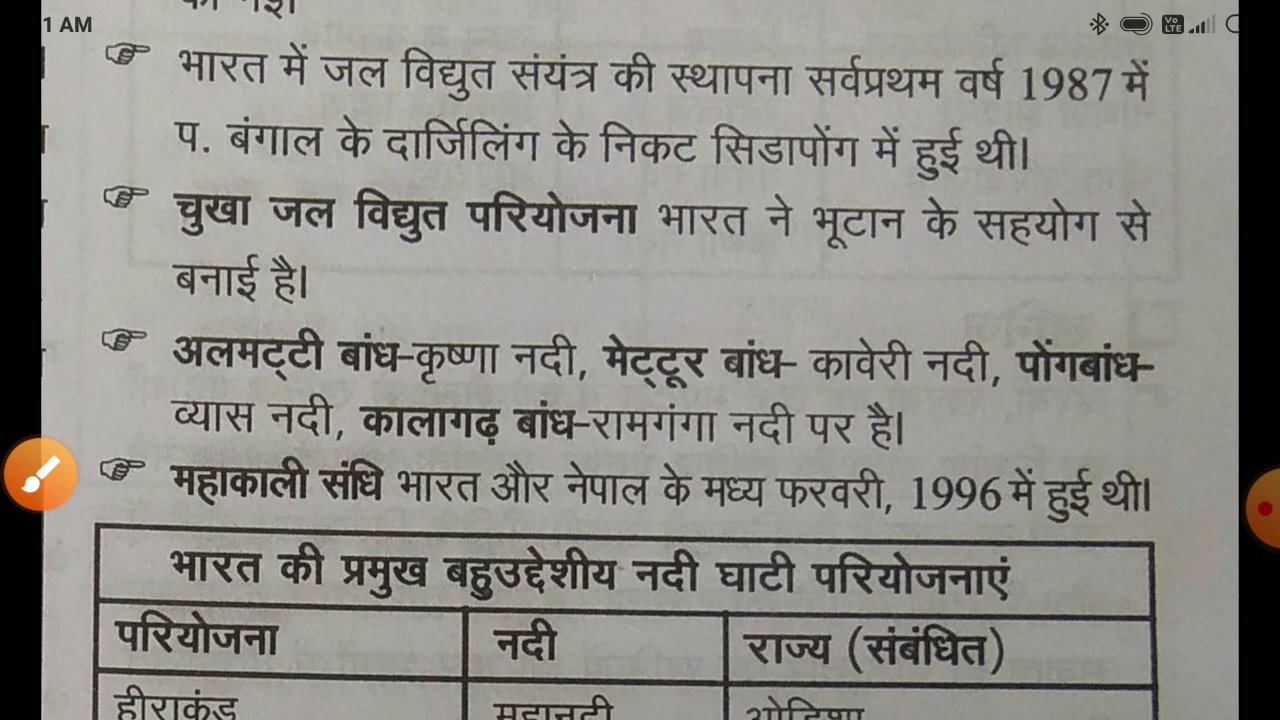 1 AM
VO LTE
भारत में जल विद्युत संयंत्र की स्थापना सर्वप्रथम वर्ष 1987 में
प. बंगाल के दार्जिलिंग के निकट सिडापोंग में हुई थी।
चुखा जल विद्युत परियोजना भारत ने भूटान के सहयोग से
बनाई है।
अलमट्टी बांध-कृष्णा नदी, मेट्टूर बांध- कावेरी नदी, पोंगबांध-
व्यास नदी, कालागढ़ बांध-रामगंगा नदी पर है।
महाकाली संधि भारत और नेपाल के मध्य फरवरी, 1996 में हुई थी।
भारत की प्रमुख बहुउद्देशीय नदी घाटी परियोजनाएं
परियोजना नदी राज्य (संबंधित)
हीराकुंड महानदी ओडिशा